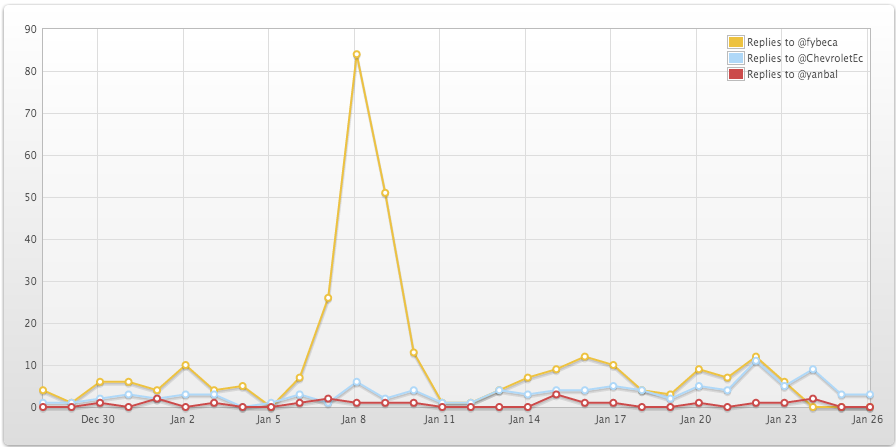 90
Replies to @fybeca
Replies to @ChevroletEc
Replies to @yanbal
80
70
60
50
40
30
20
10
0
Dec 30 Jan 2 Jan 5 Jan 8 Jan 11 Jan 14 Jan 17 Jan 20 Jan 23 Jan 26